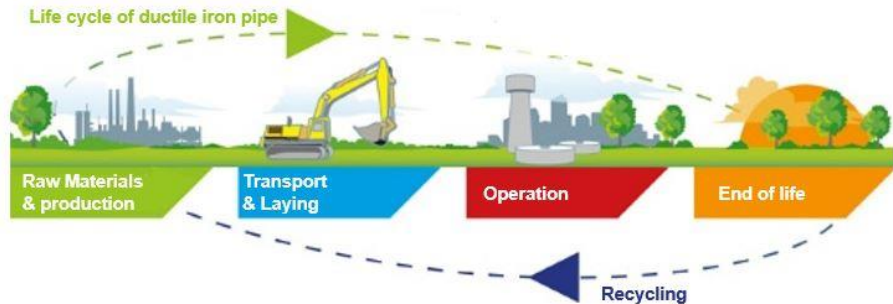 Life cycle of ductile iron pipe
Raw Materials
& production
Transport
& Laying
Operation
End of life
Recycling